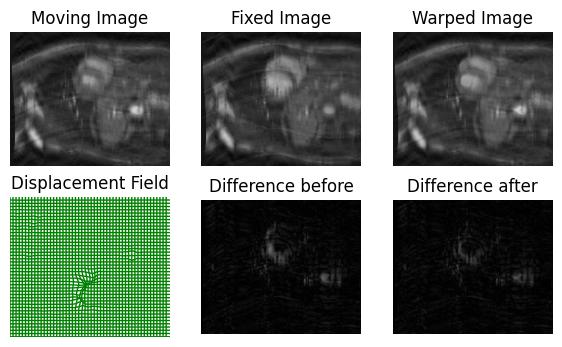 Moving Image
Fixed Image
Warped Image
Displacement Field
Difference before
Difference after